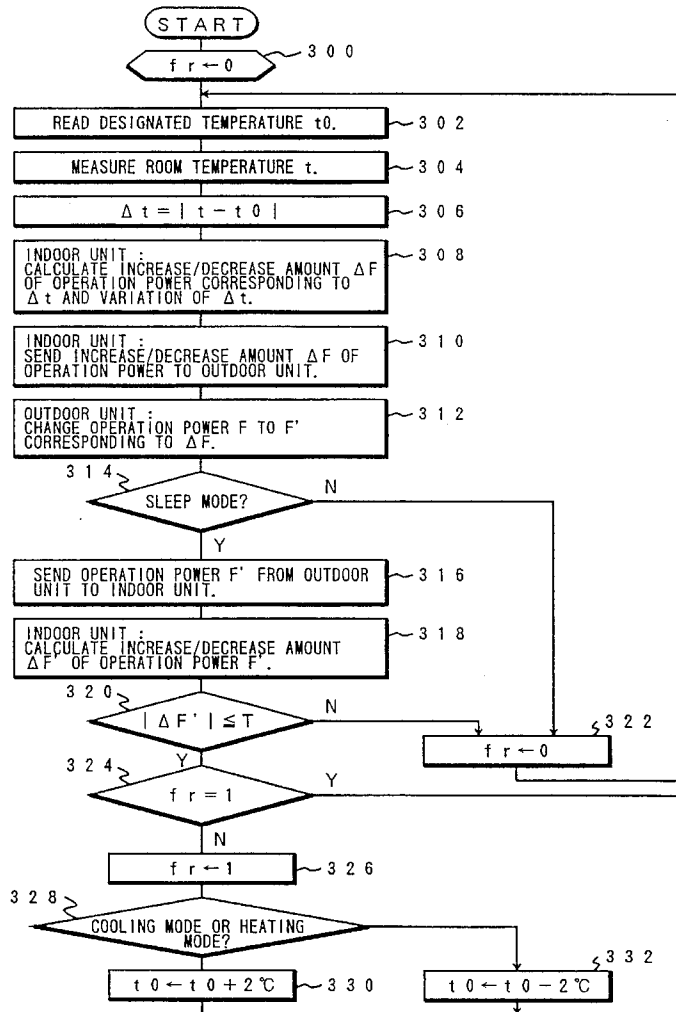 START
fr←0
300
READ DESIGNATED TEMPERATURE t0.
302
MEASURE ROOM TEMPERATURE t.
304
Δt=|t−t0|
306
INDOOR UNIT :
CALCULATE INCREASE/DECREASE AMOUNT ΔF
OF OPERATION POWER CORRESPONDING TO
Δt AND VARIATION OF Δt.
308
INDOOR UNIT :
SEND INCREASE/DECREASE AMOUNT ΔF OF
OPERATION POWER TO OUTDOOR UNIT.
310
OUTDOOR UNIT :
CHANGE OPERATION POWER F TO F'
CORRESPONDING TO ΔF.
312
314
SLEEP MODE?
N
Y
SEND OPERATION POWER F' FROM OUTDOOR
UNIT TO INDOOR UNIT.
316
INDOOR UNIT :
CALCULATE INCREASE/DECREASE AMOUNT
ΔF' OF OPERATION POWER F'.
318
320
|ΔF'|≦T
N
Y
322
fr←0
324
fr=1
Y
N
fr←1
326
328
COOLING MODE OR HEATING
MODE?
t0←t0+2℃
330
332
t0←t0−2℃